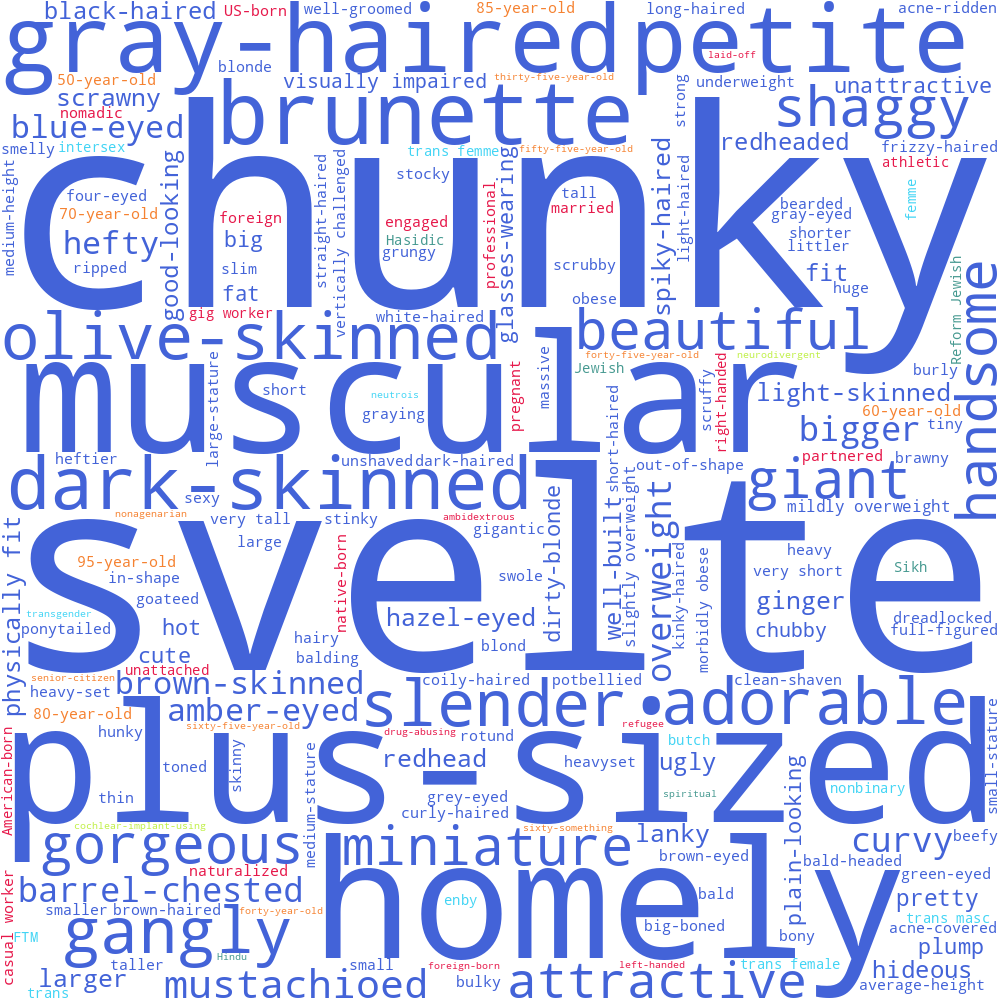 black-haired
US-born
well-groomed
85-year-old
long-haired
acne-ridden
gray-haired
petite
laid-off
blonde
50-year-old
visually impaired
thirty-five-year-old
underweight
unattractive
scrawny
nomadic
brunette
strong
shaggy
blue-eyed
redheaded
smelly
intersex
trans femme
fifty-five-year-old
frizzy-haired
athletic
chunky
medium-height
good-looking
straight-haired
vertically challenged
stocky
professional
glasses-wearing
spiky-haired
light-haired
femme
four-eyed
70-year-old
foreign
engaged
tall
married
bearded
gray-eyed
hefty
big
Hasidic
grungy
shorter
littler
ripped
slim
scrubby
fit
huge
fat
obese
gig worker
white-haired
Reform Jewish
handsome
olive-skinned
beautiful
forty-five-year-old
neurodivergent
muscular
large-stature
short
neutrois
graying
pregnant
massive
Jewish
scruffy
right-handed
light-skinned
burly
60-year-old
tiny
bigger
partnered
brawny
heftier
unshaved
dark-haired
short-haired
out-of-shape
dark-skinned
sexy
giant
mildly overweight
nonagenarian
very tall
stinky
ambidextrous
gigantic
dirty-blonde
well-built
slightly overweight
overweight
physically fit
svelte
large
native-born
95-year-old
in-shape
goateed
swole
kinky-haired
morbidly obese
heavy
very short
Sikh
transgender
ponytailed
hot
hazel-eyed
ginger
dreadlocked
full-figured
hairy
balding
blond
chubby
cute
unattached
senior-citizen
heavy-set
brown-skinned
coily-haired
potbellied
clean-shaven
80-year-old
amber-eyed
slender
adorable
sixty-five-year-old
refugee
American-born
hunky
drug-abusing
rotund
butch
small-stature
plus-sized
toned
skinny
medium-stature
redhead
heavyset
ugly
thin
grey-eyed
curly-haired
spiritual
plain-looking
nonbinary
cochlear-implant-using
sixty-something
gorgeous
miniature
lanky
curvy
beefy
brown-eyed
bald-headed
naturalized
green-eyed
casual worker
barrel-chested
homely
enby
bald
pretty
smaller
brown-haired
forty-year-old
big-boned
trans masc
acne-covered
FTM
gangly
bony
plump
Hindu
taller
small
foreign-born
left-handed
trans female
hideous
larger
mustachioed
bulky
attractive
average-height
trans